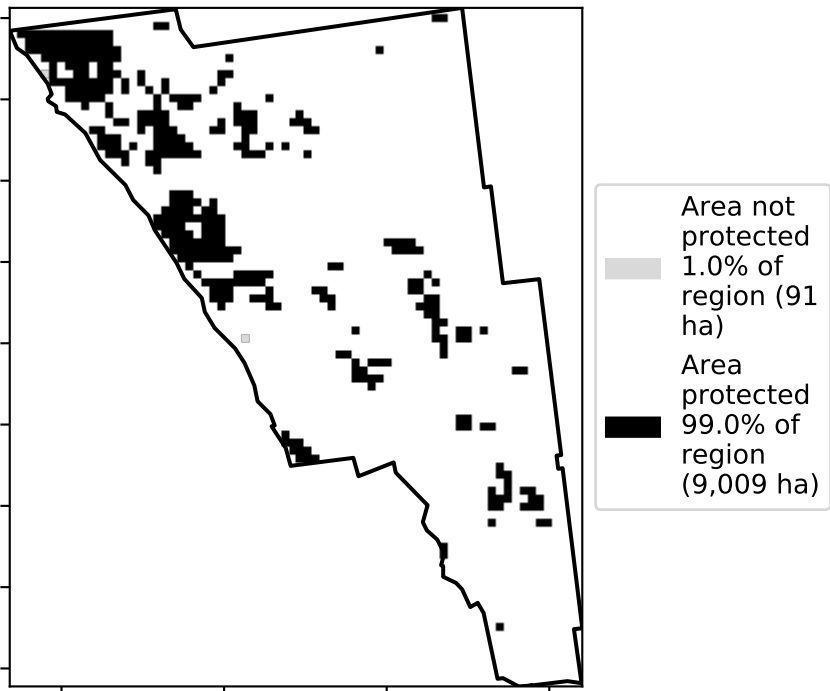 Area not
protected
1.0% of
region (91
ha)
Area
protected
99.0% of
region
(9,009 ha)